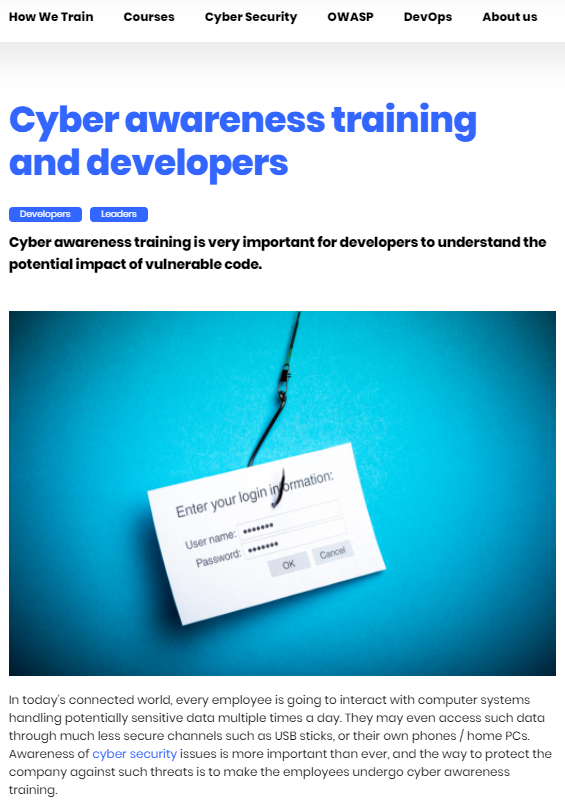 How We Train Courses Cyber Security OWASP DevOps About us
Cyber awareness training
and developers
Developers Leaders
Cyber awareness training is very important for developers to understand the
potential impact of vulnerable code.
Enter your login information:
User name: •••••••
Password: •••••••
OK Cancel
In today's connected world, every employee is going to interact with computer systems
handling potentially sensitive data multiple times a day. They may even access such data
through much less secure channels such as USB sticks, or their own phones / home PCs.
Awareness of cyber security issues is more important than ever, and the way to protect the
company against such threats is to make the employees undergo cyber awareness
training.